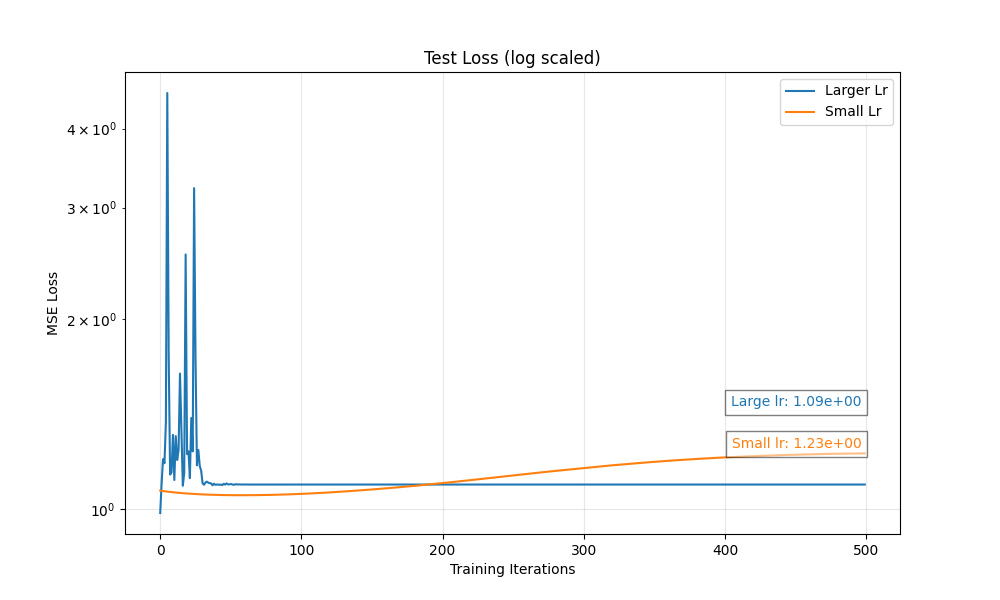 Test Loss (log scaled)
Larger Lr
Small Lr
MSE Loss
4 × 10⁰
3 × 10⁰
2 × 10⁰
10⁰
Large lr: 1.09e+00
Small lr: 1.23e+00
0 100 200 300 400 500
Training Iterations